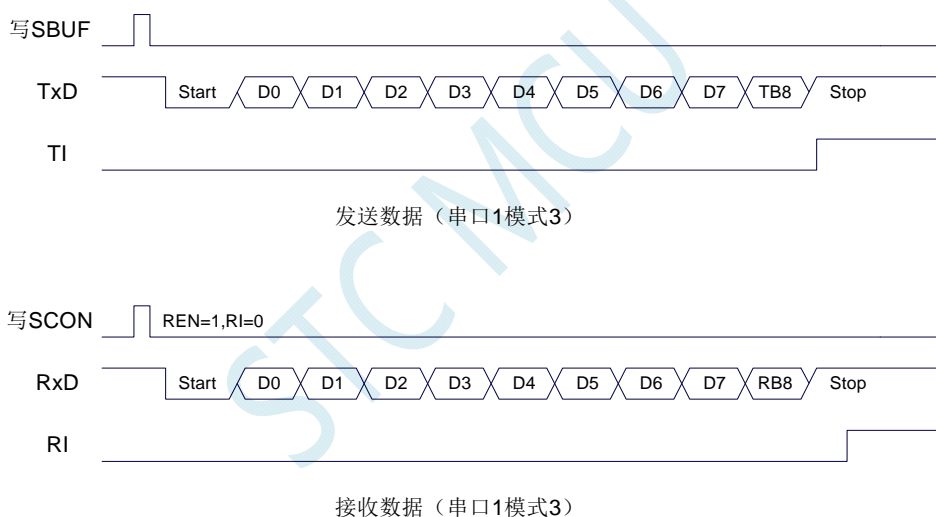 写SBUF
TxD Start D0 D1 D2 D3 D4 D5 D6 D7 TB8 Stop
TI
发送数据（串口1模式3）
STC MCU
写SCON REN=1,RI=0
RxD Start D0 D1 D2 D3 D4 D5 D6 D7 RB8 Stop
RI
接收数据（串口1模式3）